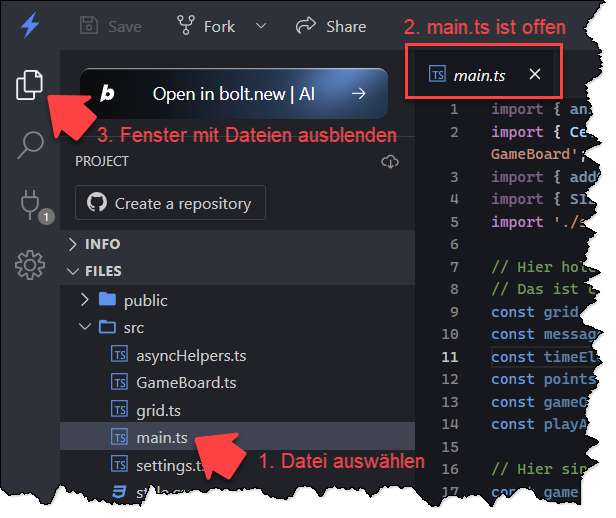 Save
Fork
Share
2. main.ts ist offen
b
Open in bolt.new | AI
TS main.ts
3. Fenster mit Dateien ausblenden
PROJECT
Create a repository
1
INFO
FILES
public
src
TS asyncHelpers.ts
TS GameBoard.ts
TS grid.ts
TS main.ts
1. Datei auswählen
TS settings.ts
1 import { an
2 import { Ce
GameBoard';
3 import { add
4 import { S
5 import './s
6
7 // Hier hol
8 // Das ist
9 const grid
10 const messag
11 const timeEl
12 const points
13 const gameO
14 const playA
15
16 // Hier sin
17 const game